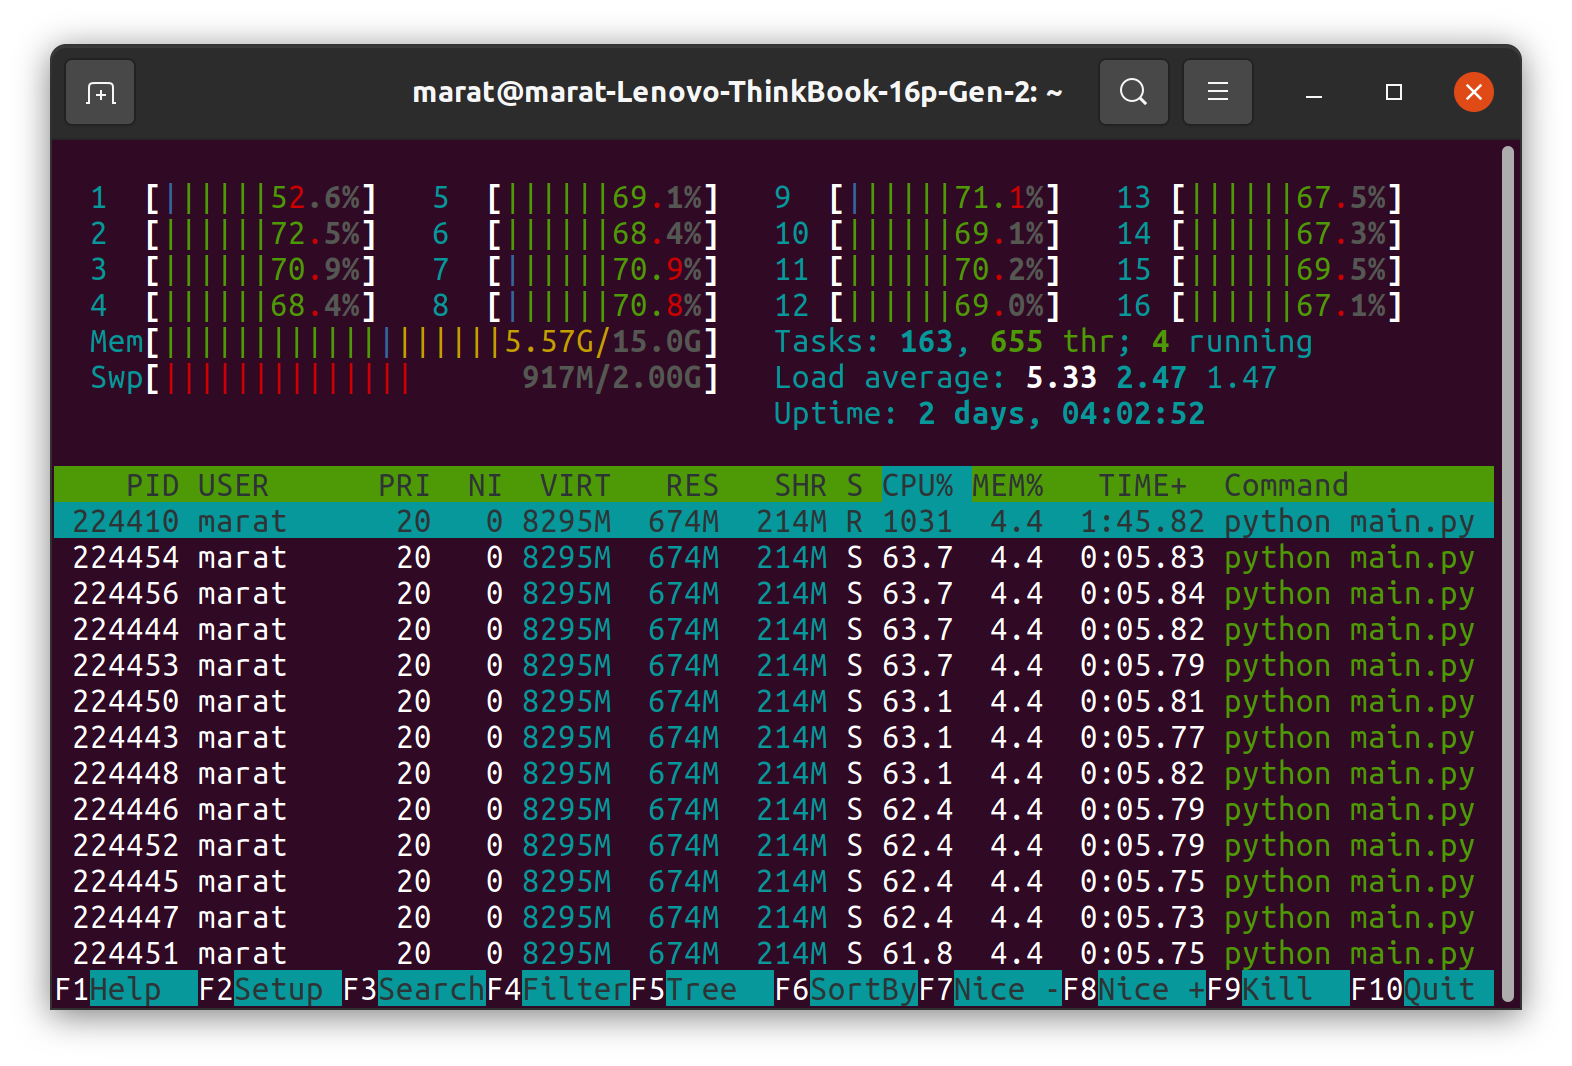 marat@marat-Lenovo-ThinkBook-16p-Gen-2: ~
1 [||||||52.6%] 5 [||||||69.1%] 9 [||||||71.1%] 13 [||||||67.5%]
2 [||||||72.5%] 6 [||||||68.4%] 10 [||||||69.1%] 14 [||||||67.3%]
3 [||||||70.9%] 7 [||||||70.9%] 11 [||||||70.2%] 15 [||||||69.5%]
4 [||||||68.4%] 8 [||||||70.8%] 12 [||||||69.0%] 16 [||||||67.1%]
Mem[|||||||||||||||||||5.57G/15.0G] Tasks: 163, 655 thr; 4 running
Swp[|||||||||||||| 917M/2.00G] Load average: 5.33 2.47 1.47
Uptime: 2 days, 04:02:52
PID USER PRI NI VIRT RES SHR S CPU% MEM% TIME+ Command
224410 marat 20 0 8295M 674M 214M R 1031 4.4 1:45.82 python main.py
224454 marat 20 0 8295M 674M 214M S 63.7 4.4 0:05.83 python main.py
224456 marat 20 0 8295M 674M 214M S 63.7 4.4 0:05.84 python main.py
224444 marat 20 0 8295M 674M 214M S 63.7 4.4 0:05.82 python main.py
224453 marat 20 0 8295M 674M 214M S 63.7 4.4 0:05.79 python main.py
224450 marat 20 0 8295M 674M 214M S 63.1 4.4 0:05.81 python main.py
224443 marat 20 0 8295M 674M 214M S 63.1 4.4 0:05.77 python main.py
224448 marat 20 0 8295M 674M 214M S 63.1 4.4 0:05.82 python main.py
224446 marat 20 0 8295M 674M 214M S 62.4 4.4 0:05.79 python main.py
224452 marat 20 0 8295M 674M 214M S 62.4 4.4 0:05.79 python main.py
224445 marat 20 0 8295M 674M 214M S 62.4 4.4 0:05.75 python main.py
224447 marat 20 0 8295M 674M 214M S 62.4 4.4 0:05.73 python main.py
224451 marat 20 0 8295M 674M 214M S 61.8 4.4 0:05.75 python main.py
F1Help F2Setup F3SearchF4FilterF5Tree F6SortByF7Nice -F8Nice +F9Kill F10Quit